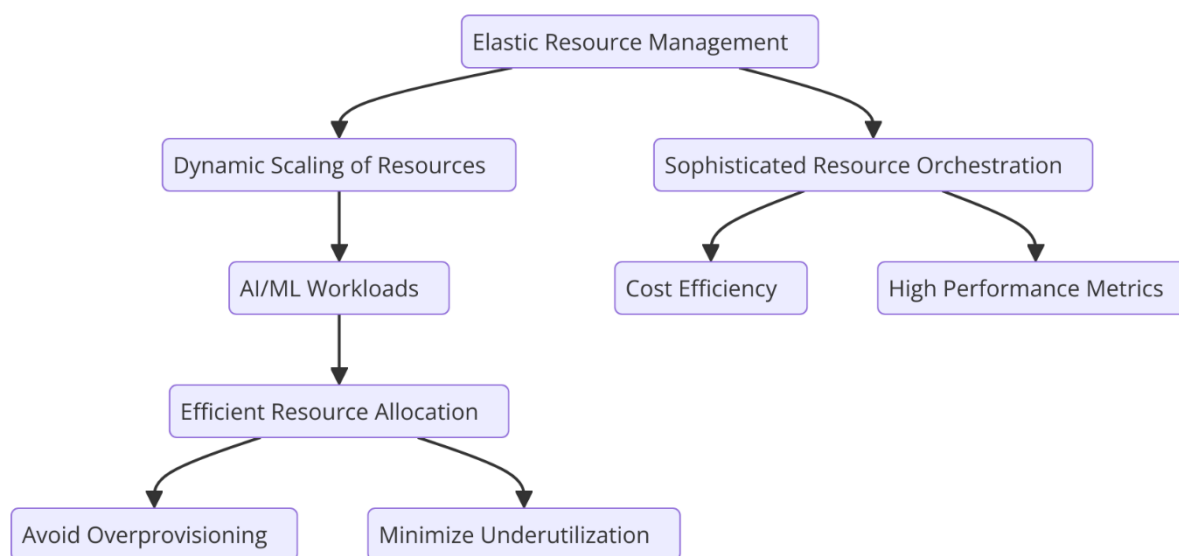 Elastic Resource Management
Dynamic Scaling of Resources
Sophisticated Resource Orchestration
AI/ML Workloads
Cost Efficiency
High Performance Metrics
Efficient Resource Allocation
Avoid Overprovisioning
Minimize Underutilization